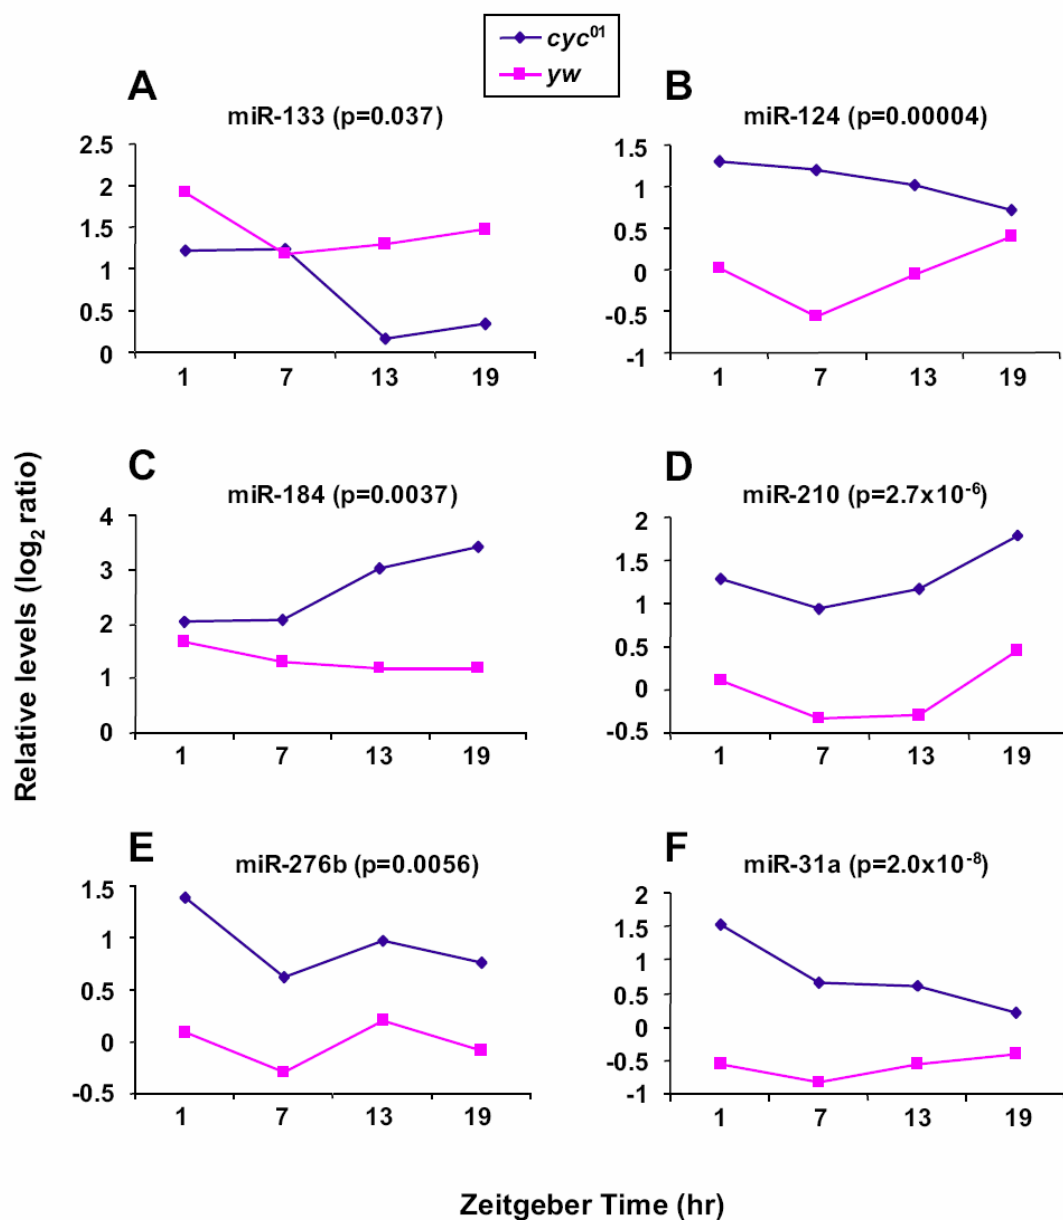 cyc01
yw
A
miR-133 (p=0.037)
2.5
2
1.5
1
0.5
0
1 7 13 19
B
miR-124 (p=0.00004)
1.5
1
0.5
0
-0.5
-1
1 7 13 19
C
miR-184 (p=0.0037)
4
3
2
1
0
1 7 13 19
D
miR-210 (p=2.7x10-6)
2
1.5
1
0.5
0
-0.5
1 7 13 19
E
miR-276b (p=0.0056)
1.5
1
0.5
0
-0.5
1 7 13 19
F
miR-31a (p=2.0x10-8)
2
1.5
1
0.5
0
-0.5
-1
1 7 13 19
Relative levels (log2 ratio)
Zeitgeber Time (hr)